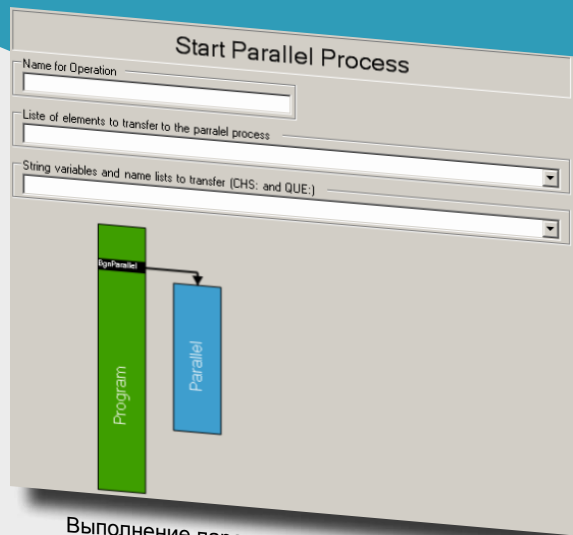 Start Parallel Process
Name for Operation
Liste of elements to transfer to the parralel process
String variables and name lists to transfer (CHS: and QUE:)
BgnParallel
Program
Parallel
Выполнение